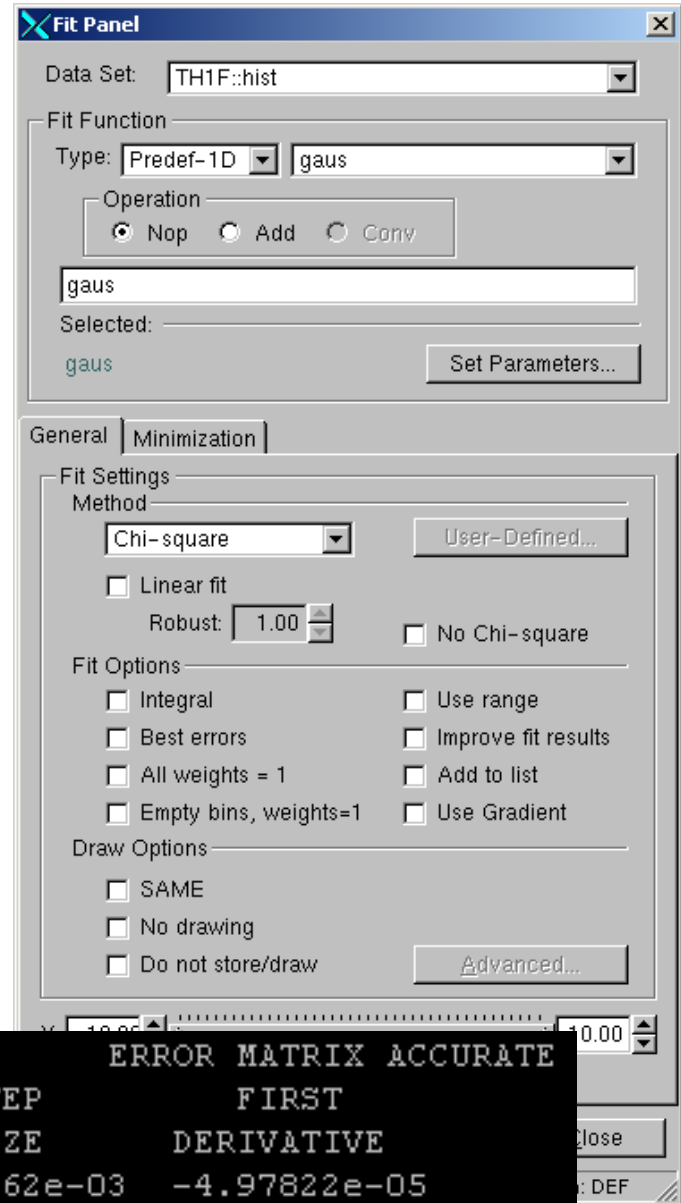 Fit Panel
Data Set: TH1F::hist
Fit Function
Type: Predef-1D gaus
Operation
Nop Add Conv
gaus
Selected:
gaus Set Parameters...
General Minimization
Fit Settings
Method
Chi-square User-Defined...
Linear fit
Robust: 1.00 No Chi-square
Fit Options
Integral Use range
Best errors Improve fit results
All weights = 1 Add to list
Empty bins, weights=1 Use Gradient
Draw Options
SAME
No drawing
Do not store/draw Advanced...
10.00
ERROR MATRIX ACCURATE
EP FIRST
ZE DERIVATIVE lose
62e-03 -4.97822e-05 : DEF